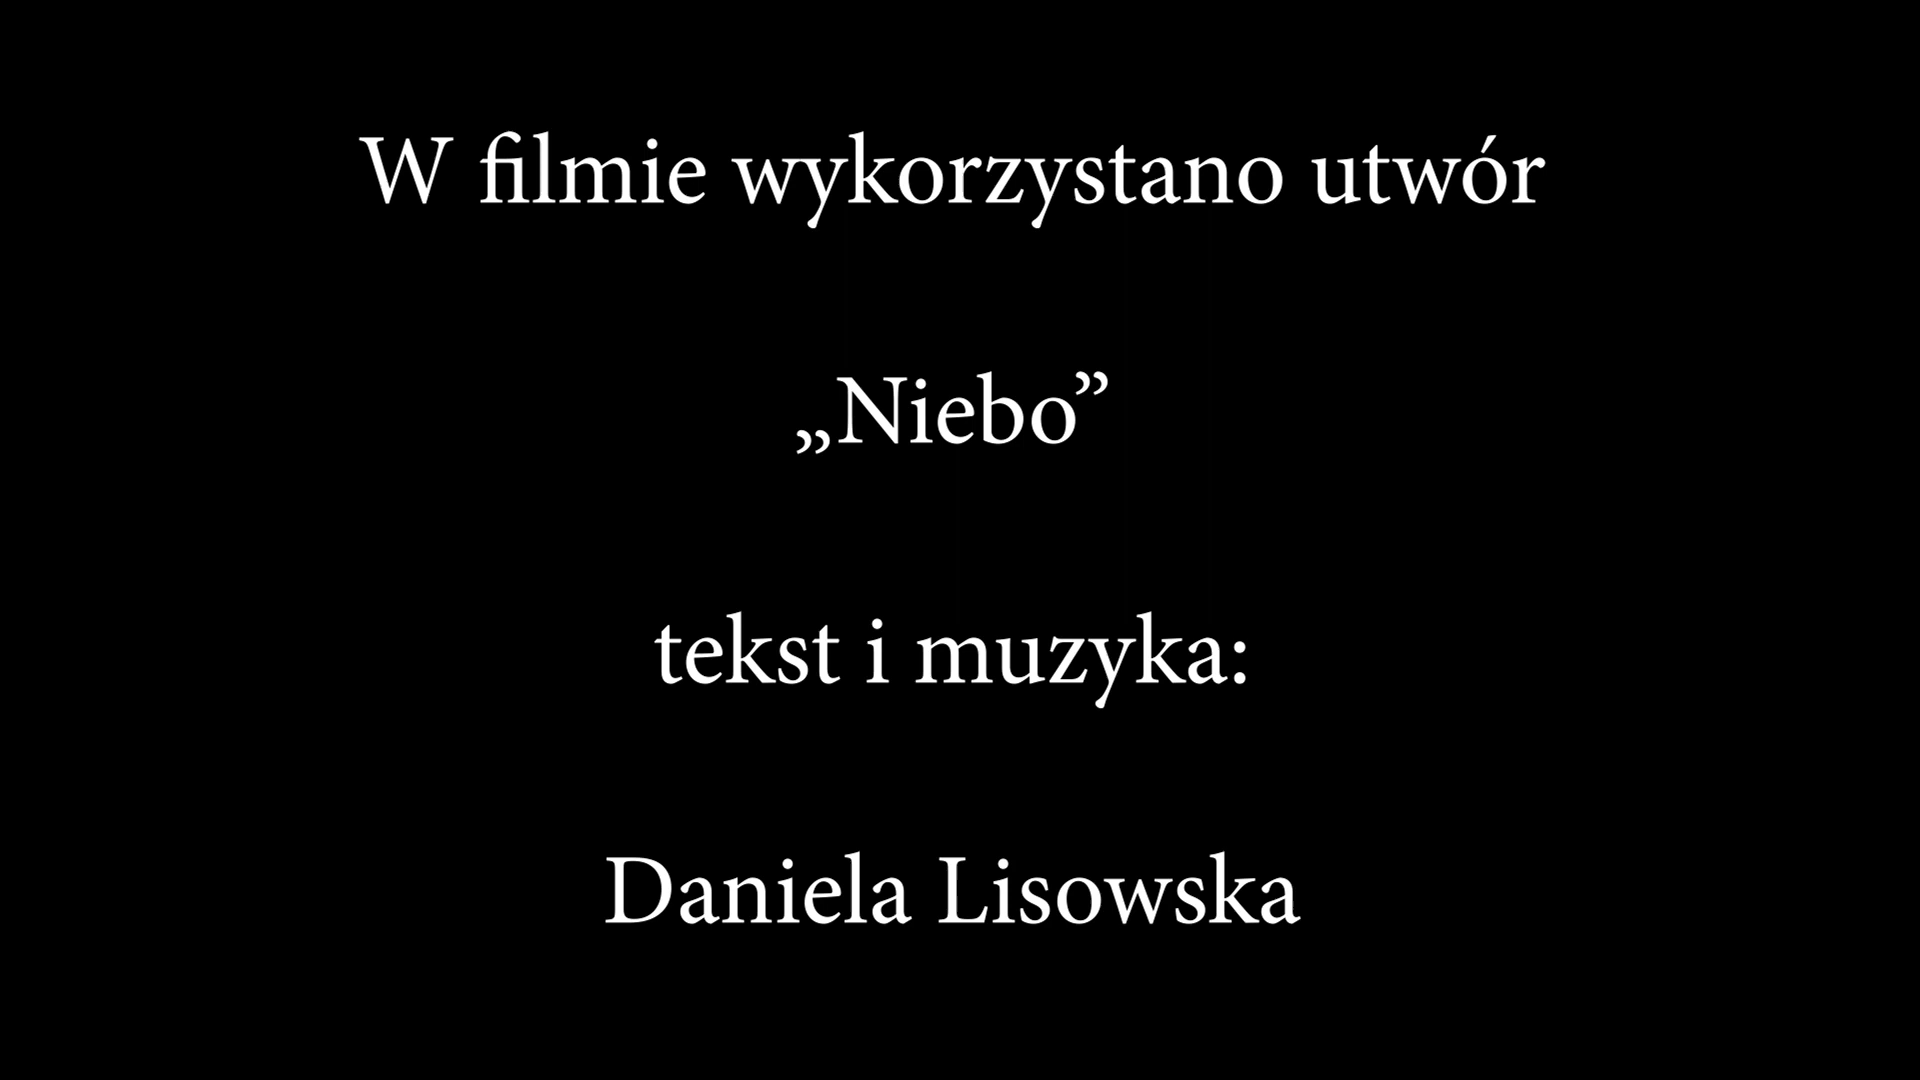 W filmie wykorzystano utwór
„Niebo”
tekst i muzyka:
Daniela Lisowska